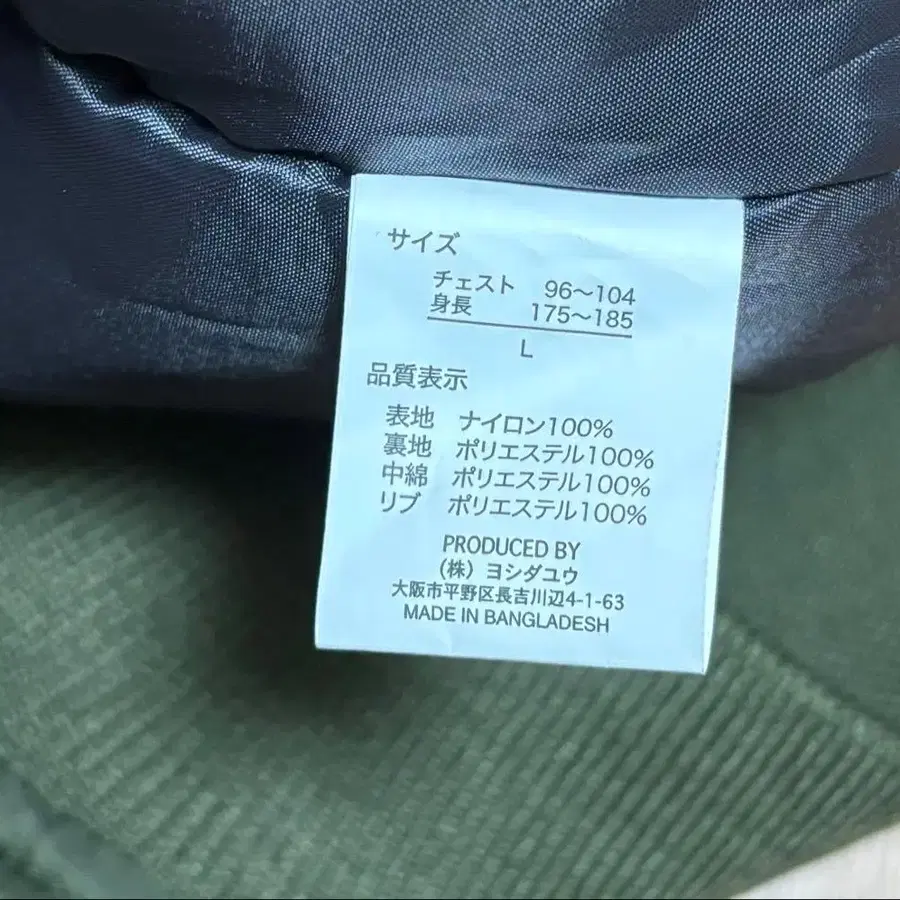 サイズ
チェスト 96～104
身長 175～185
L
品質表示
表地 ナイロン100%
裏地 ポリエステル100%
中綿 ポリエステル100%
リブ ポリエステル100%
PRODUCED BY
(株) ヨシダユウ
大阪市平野区長吉川辺4-1-63
MADE IN BANGLADESH